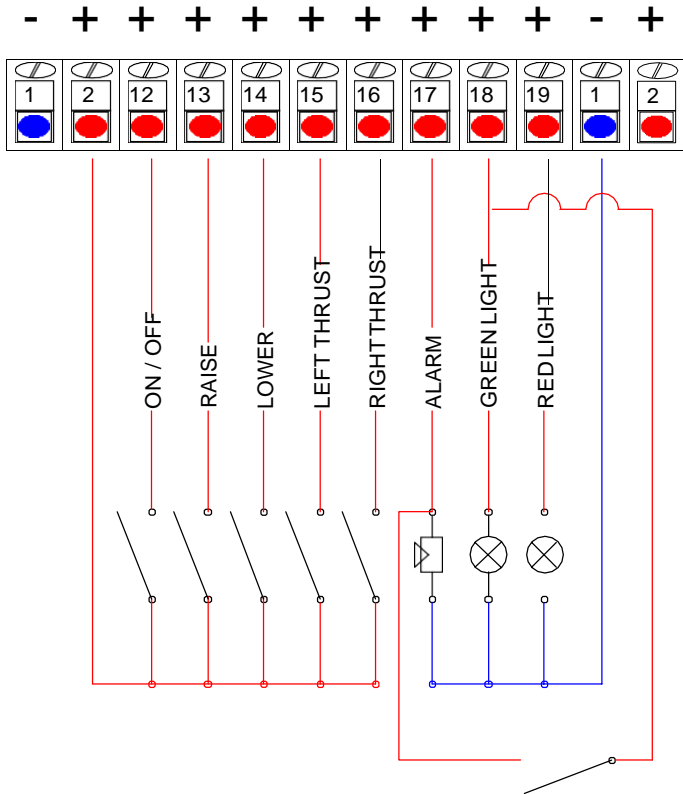 - + + + + + + + + + - +
1 2 12 13 14 15 16 17 18 19 1 2
ON / OFF
RAISE
LOWER
LEFT THRUST
RIGHT THRUST
ALARM
GREEN LIGHT
RED LIGHT